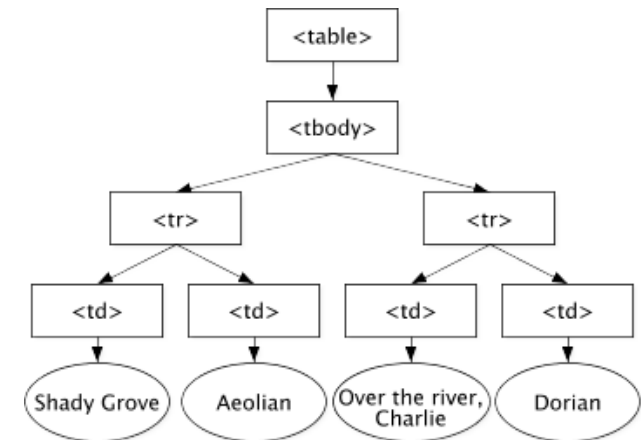 <table>
<tbody>
<tr> <tr>
<td> <td> <td> <td>
Shady Grove Aeolian Over the river, Charlie Dorian